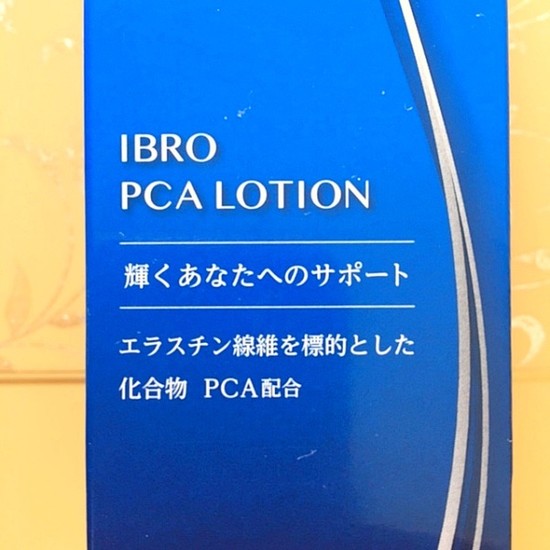 IBRO
PCA LOTION
輝くあなたへのサポート
エラスチン線維を標的とした
化合物 PCA配合